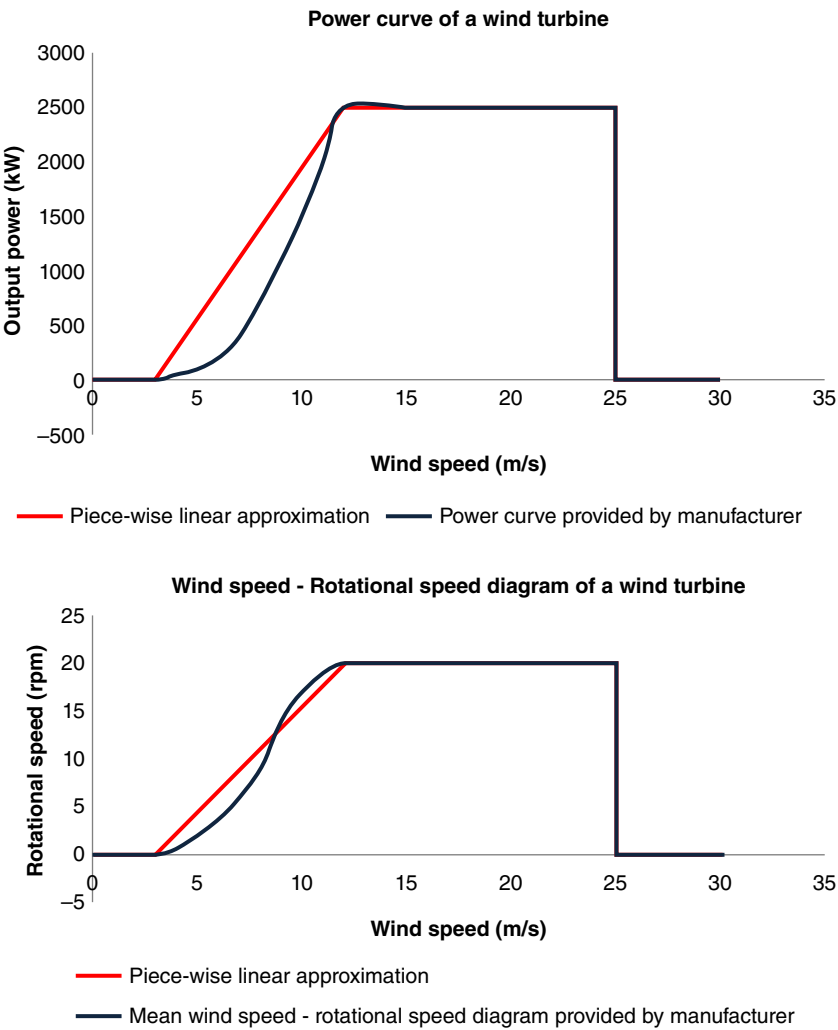 Power curve of a wind turbine
3000
2500
2000
1500
1000
500
0
–500
Output power (kW)
0 5 10 15 20 25 30 35
Wind speed (m/s)
Piece-wise linear approximation Power curve provided by manufacturer
Wind speed - Rotational speed diagram of a wind turbine
25
20
15
10
5
0
–5
Rotational speed (rpm)
0 5 10 15 20 25 30 35
Wind speed (m/s)
Piece-wise linear approximation
Mean wind speed - rotational speed diagram provided by manufacturer